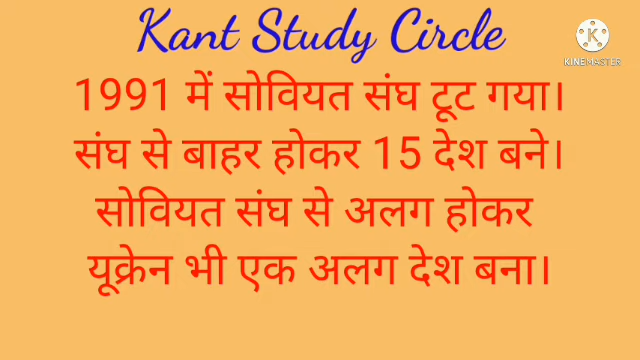 Kant Study Circle
K
KINEMASTER
1991 में सोवियत संघ टूट गया।
संघ से बाहर होकर 15 देश बने।
सोवियत संघ से अलग होकर
यूक्रेन भी एक अलग देश बना।